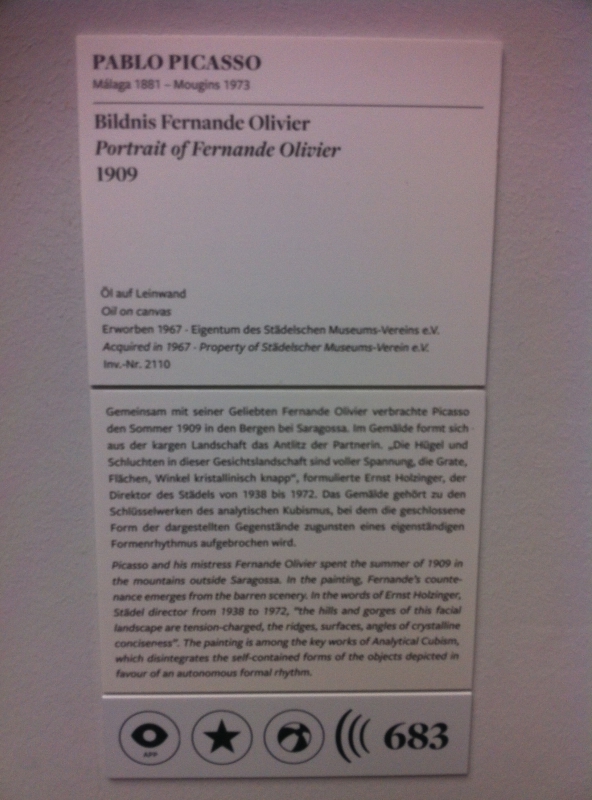 PABLO PICASSO
Málaga 1881 – Mougins 1973
Bildnis Fernande Olivier
Portrait of Fernande Olivier
1909
Öl auf Leinwand
Oil on canvas
Erworben 1967 · Eigentum des Städelschen Museums-Vereins e.V.
Acquired in 1967 · Property of Städelscher Museums-Verein e.V.
Inv.-Nr. 2110
Gemeinsam mit seiner Geliebten Fernande Olivier verbrachte Picasso
den Sommer 1909 in den Bergen bei Saragossa. Im Gemälde formt sich
aus der kargen Landschaft das Antlitz der Partnerin. „Die Hügel und
Schluchten in dieser Gesichtslandschaft sind voller Spannung, die Grate,
Flächen, Winkel kristallinisch knapp“, formulierte Ernst Holzinger, der
Direktor des Städels von 1938 bis 1972. Das Gemälde gehört zu den
Schlüsselwerken des analytischen Kubismus, bei dem die geschlossene
Form der dargestellten Gegenstände zugunsten eines eigenständigen
Formenrhythmus aufgebrochen wird.
Picasso and his mistress Fernande Olivier spent the summer of 1909 in
the mountains outside Saragossa. In the painting, Fernande's counte-
nance emerges from the barren scenery. In the words of Ernst Holzinger,
Städel director from 1938 to 1972, "the hills and gorges of this facial
landscape are tension-charged, the ridges, surfaces, angles of crystalline
conciseness". The painting is among the key works of Analytical Cubism,
which disintegrates the self-contained forms of the objects depicted in
favour of an autonomous formal rhythm.
APP
683